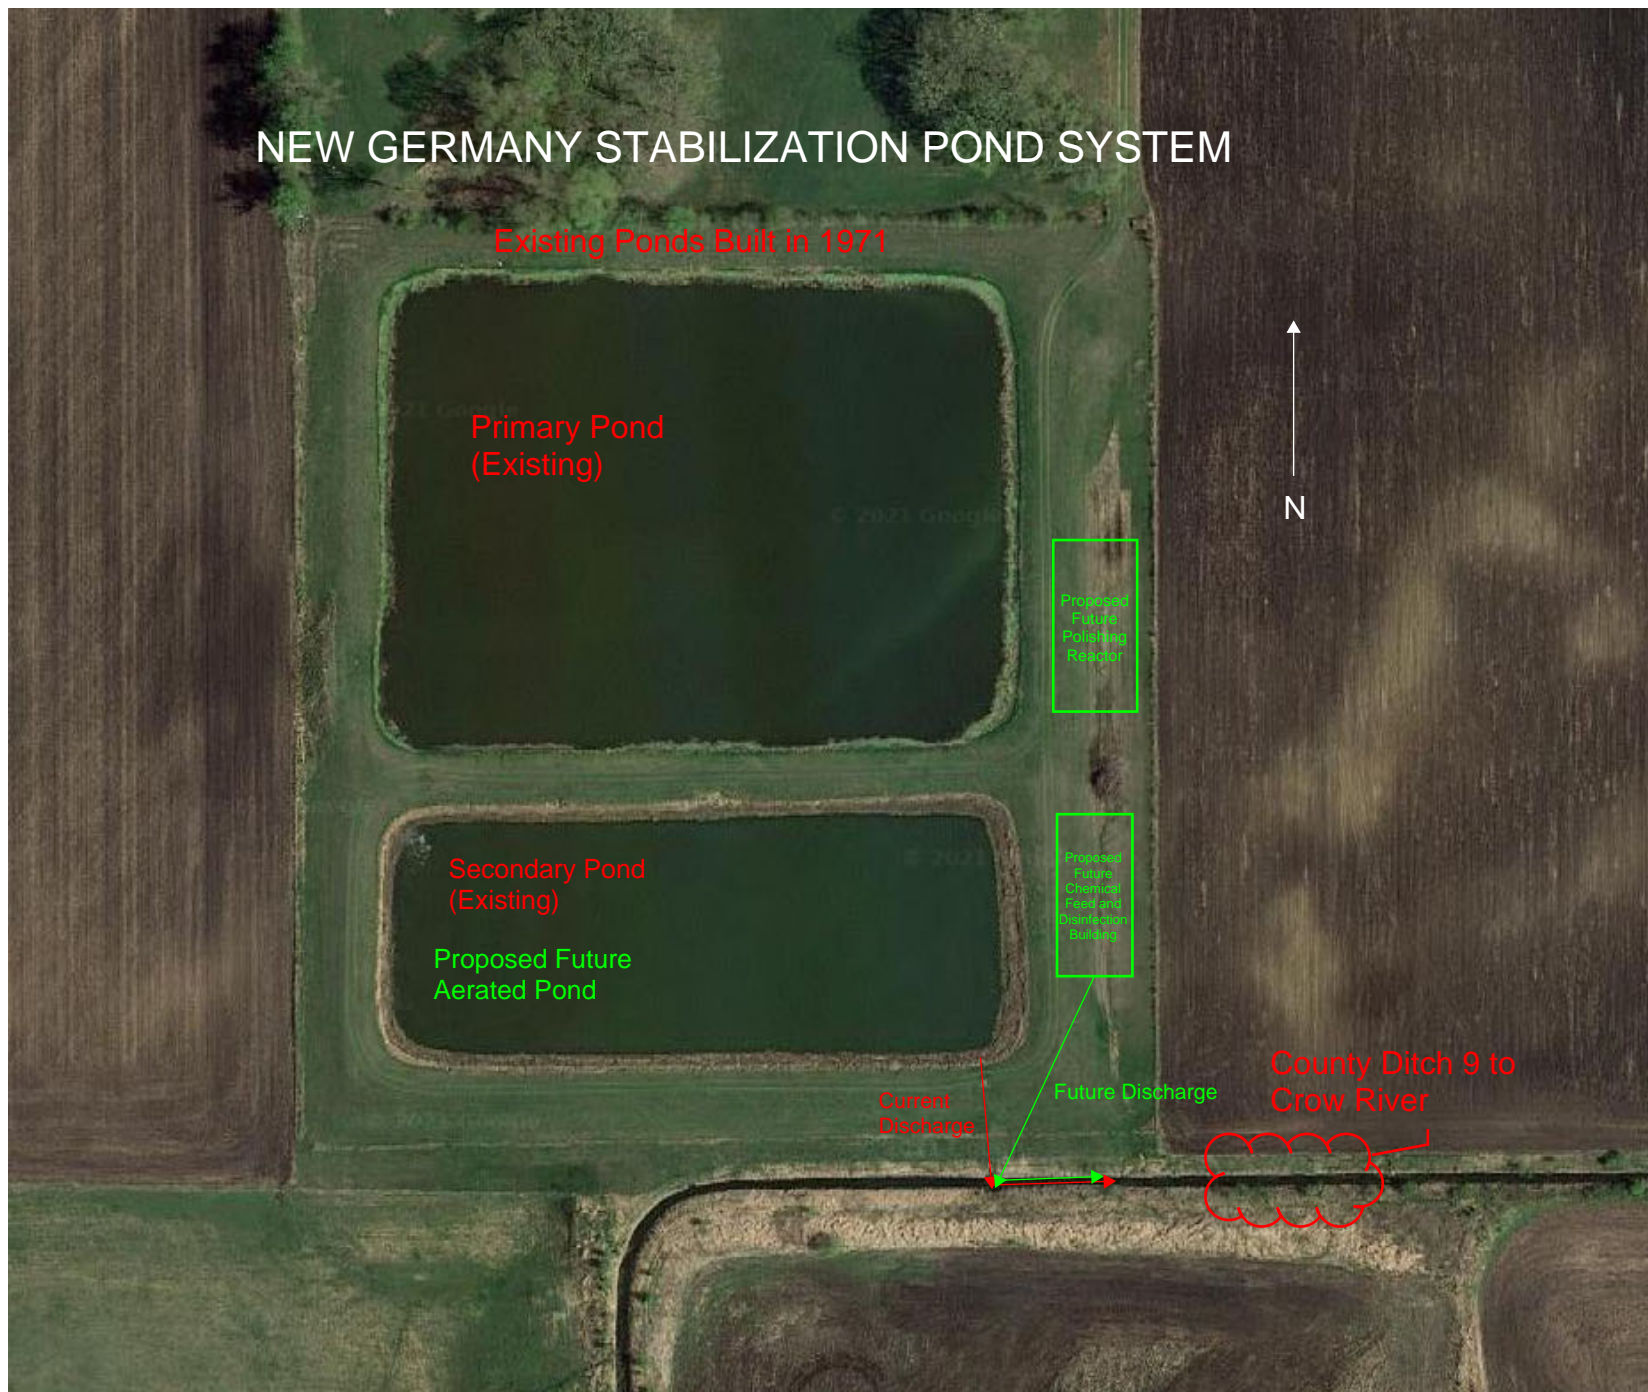 NEW GERMANY STABILIZATION POND SYSTEM
Existing Ponds Built in 1971
Primary Pond
(Existing)
© 2021 Google
N
Proposed
Future
Polishing
Reactor
Secondary Pond
(Existing)
Proposed Future
Aerated Pond
Proposed
Future
Chemical
Feed and
Disinfection
Building
Current
Discharge
Future Discharge
County Ditch 9 to
Crow River